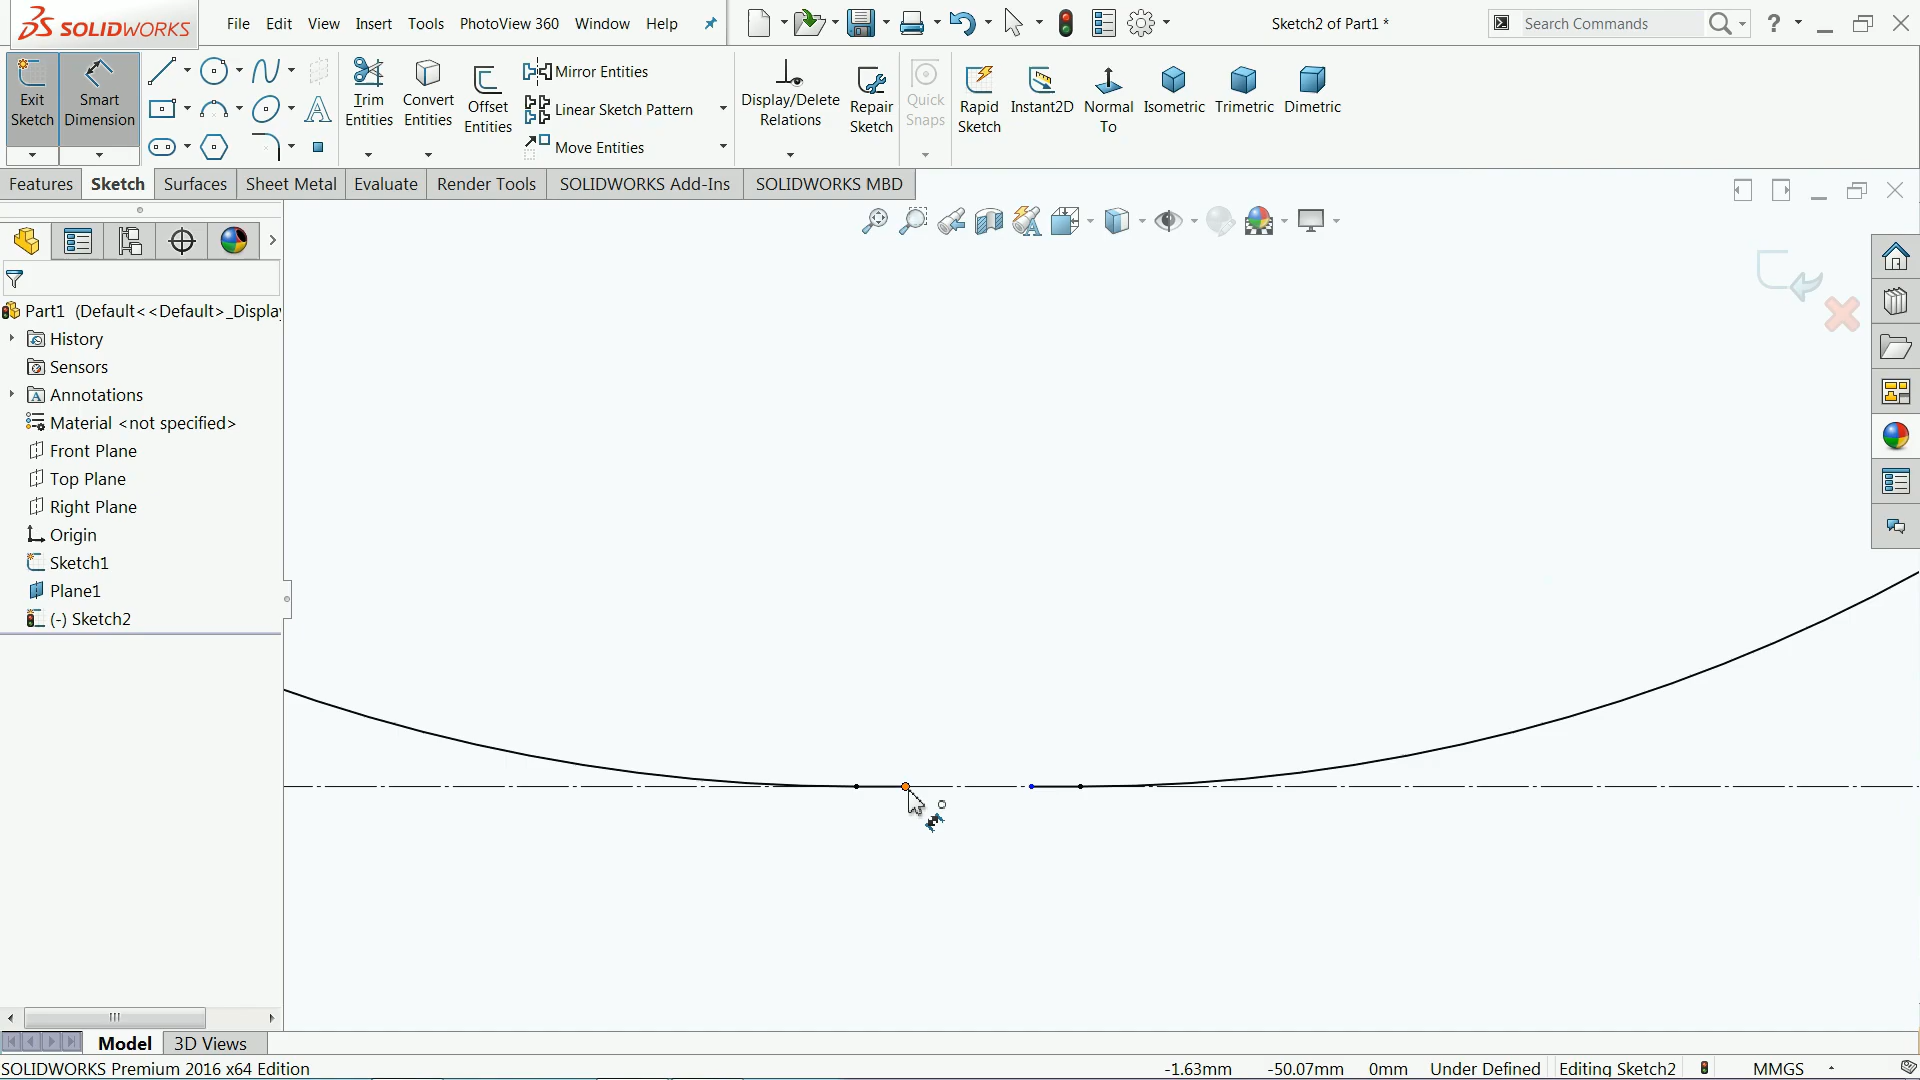 SOLIDWORKS
File Edit View Insert Tools PhotoView 360 Window Help
Sketch2 of Part1 *
Search Commands
?
Exit Sketch
Smart Dimension
Trim Entities
Convert Entities
Offset Entities
Mirror Entities
Linear Sketch Pattern
Move Entities
Display/Delete Relations
Repair Sketch
Quick Snaps
Rapid Sketch
Instant2D
Normal To
Isometric
Trimetric
Dimetric
Features Sketch Surfaces Sheet Metal Evaluate Render Tools SOLIDWORKS Add-Ins SOLIDWORKS MBD
Part1 (Default<<Default>_Displa
History
Sensors
Annotations
Material <not specified>
Front Plane
Top Plane
Right Plane
Origin
Sketch1
Plane1
(-) Sketch2
Model 3D Views
SOLIDWORKS Premium 2016 x64 Edition
-1.63mm -50.07mm 0mm Under Defined Editing Sketch2 MMGS